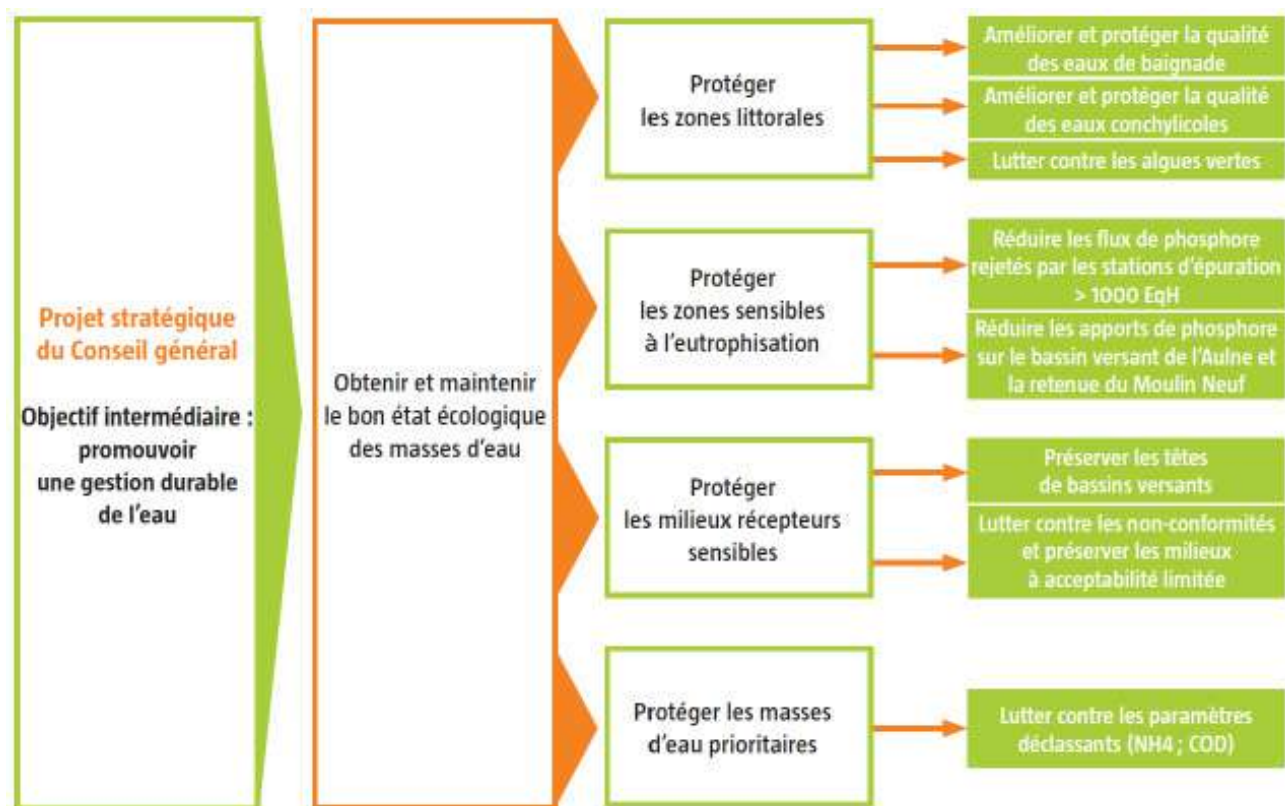 Projet stratégique
du Conseil général
Objectif intermédiaire :
promouvoir
une gestion durable
de l'eau
Obtenir et maintenir
le bon état écologique
des masses d'eau
Protéger
les zones littorales
Améliorer et protéger la qualité
des eaux de baignade
Améliorer et protéger la qualité
des eaux conchylicoles
Lutter contre les algues vertes
Protéger
les zones sensibles
à l'eutrophisation
Réduire les flux de phosphore
rejetés par les stations d'épuration
> 1000 EqH
Réduire les apports de phosphore
sur le bassin versant de l'Aulne et
la retenue du Moulin Neuf
Protéger
les milieux récepteurs
sensibles
Préserver les têtes
de bassins versants
Lutter contre les non-conformités
et préserver les milieux
à acceptabilité limitée
Protéger les masses
d'eau prioritaires
Lutter contre les paramètres
déclassants (NH4 ; COD)